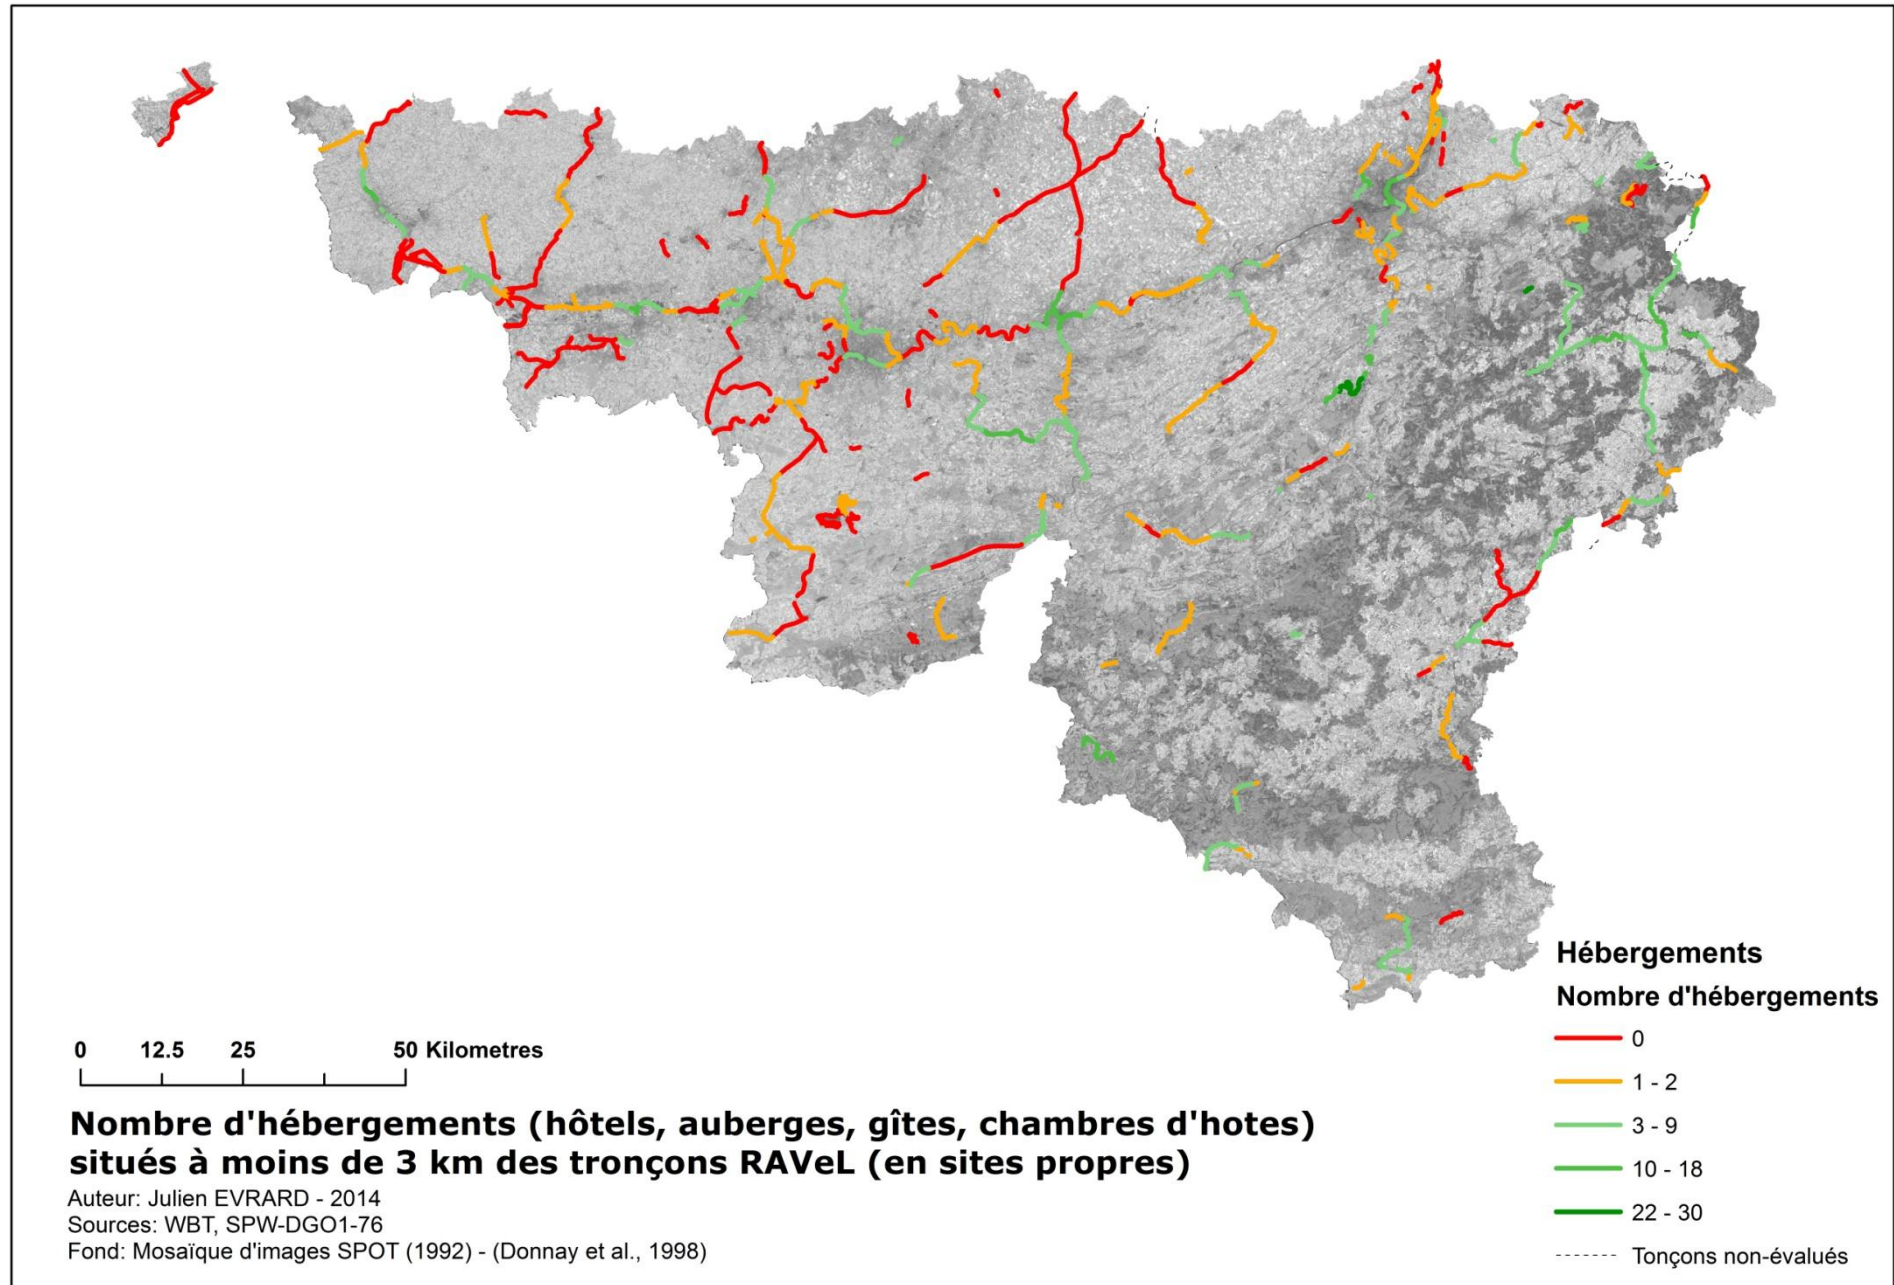 Hébergements
Nombre d'hébergements
0
1 - 2
3 - 9
10 - 18
22 - 30
Tonçons non-évalués
0 12.5 25 50 Kilometres
Nombre d'hébergements (hôtels, auberges, gîtes, chambres d'hotes)
situés à moins de 3 km des tronçons RAVeL (en sites propres)
Auteur: Julien EVRARD - 2014
Sources: WBT, SPW-DGO1-76
Fond: Mosaïque d'images SPOT (1992) - (Donnay et al., 1998)